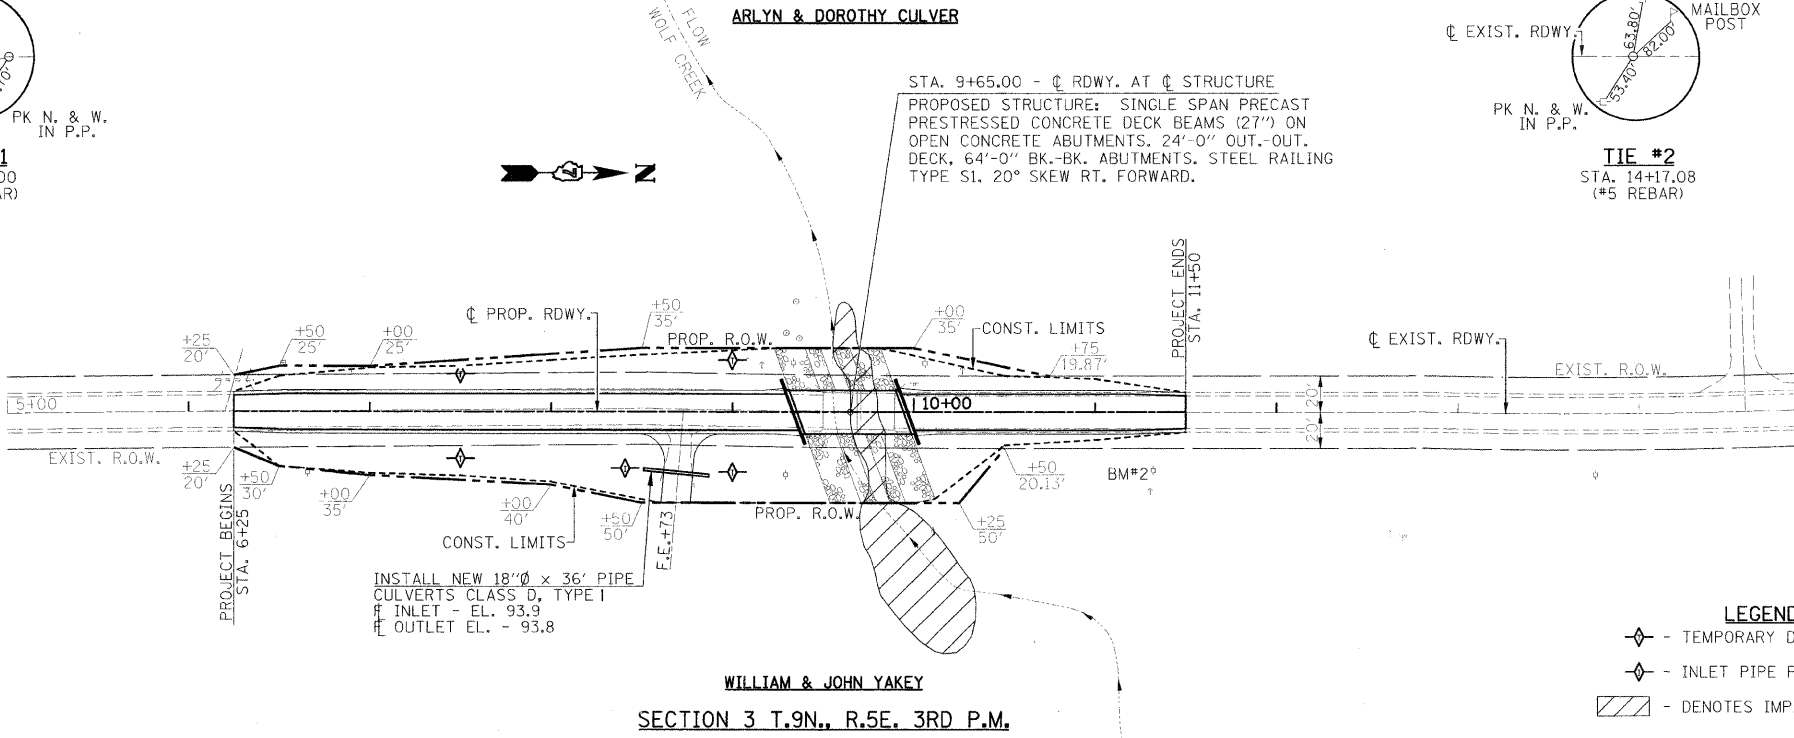 ARLYN & DOROTHY CULVER
FLOW
WOLF CREEK
PK N. & W.
IN P.P.
STA. 9+65.00 - ℄ RDWY. AT ℄ STRUCTURE
PROPOSED STRUCTURE: SINGLE SPAN PRECAST
PRESTRESSED CONCRETE DECK BEAMS (27") ON
OPEN CONCRETE ABUTMENTS. 24'-0" OUT.-OUT.
DECK, 64'-0" BK.-BK. ABUTMENTS. STEEL RAILING
TYPE S1. 20° SKEW RT. FORWARD.
℄ EXIST. RDWY.
63.80'
82.00'
53.40'
MAILBOX
POST
PK N. & W.
IN P.P.
TIE #2
STA. 14+17.08
(#5 REBAR)
N
+25
20'
+50
25'
+00
25'
℄ PROP. RDWY.
+50
35'
PROP. R.O.W.
+00
35'
CONST. LIMITS
+75
19.87'
PROJECT ENDS
STA. 11+50
℄ EXIST. RDWY.
EXIST. R.O.W.
20'
20'
5+00
10+00
EXIST. R.O.W.
+25
20'
+50
30'
+00
35'
+00
40'
+50
50'
CONST. LIMITS
F.E.+73
PROP. R.O.W.
+25
50'
+50
20.13'
BM#2
PROJECT BEGINS
STA. 6+25
INSTALL NEW 18"Ø x 36' PIPE
CULVERTS CLASS D, TYPE 1
INLET - EL. 93.9
OUTLET EL. - 93.8
WILLIAM & JOHN YAKEY
SECTION 3 T.9N., R.5E. 3RD P.M.
LEGEND
- TEMPORARY D
- INLET PIPE P
- DENOTES IMP